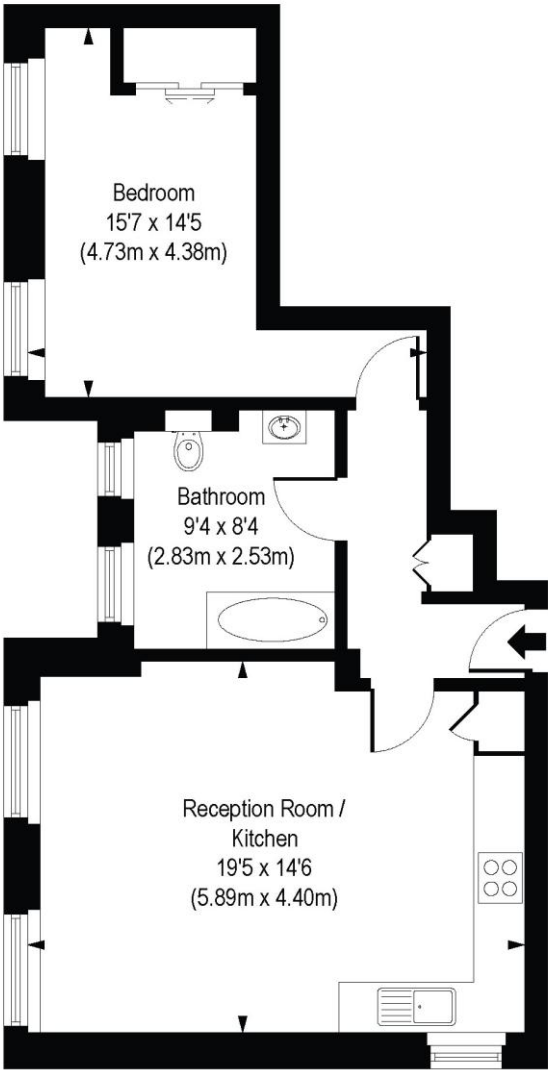 Bedroom
15'7 x 14'5
(4.73m x 4.38m)
Bathroom
9'4 x 8'4
(2.83m x 2.53m)
Reception Room /
Kitchen
19'5 x 14'6
(5.89m x 4.40m)